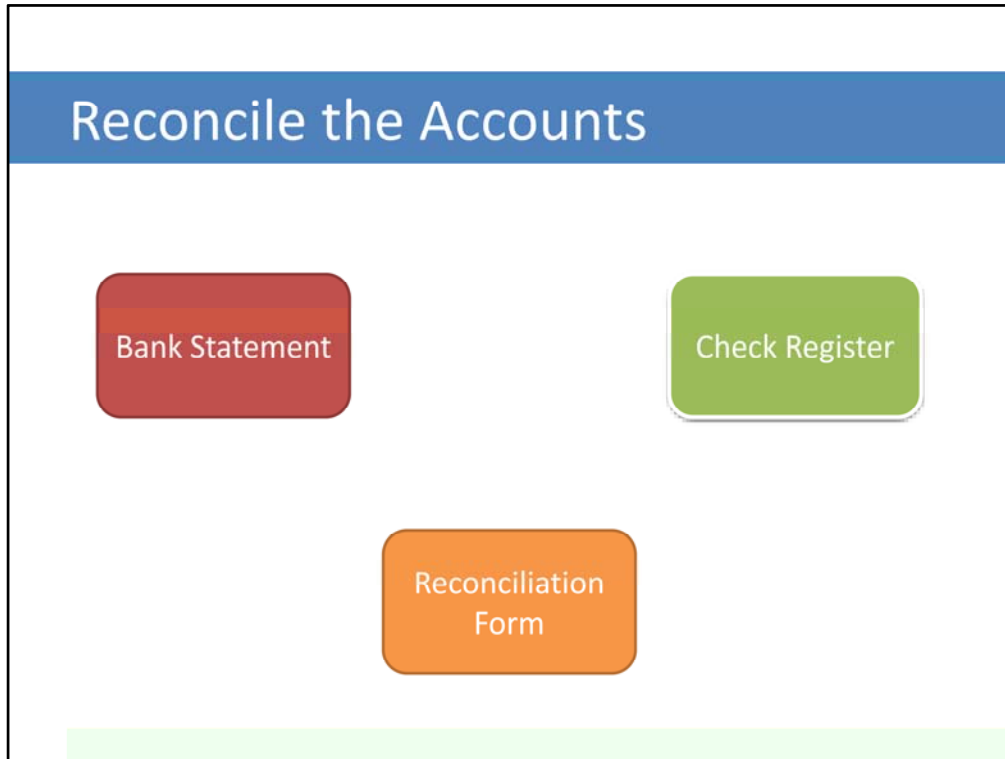 Reconcile the Accounts
Bank Statement
Check Register
Reconciliation
Form